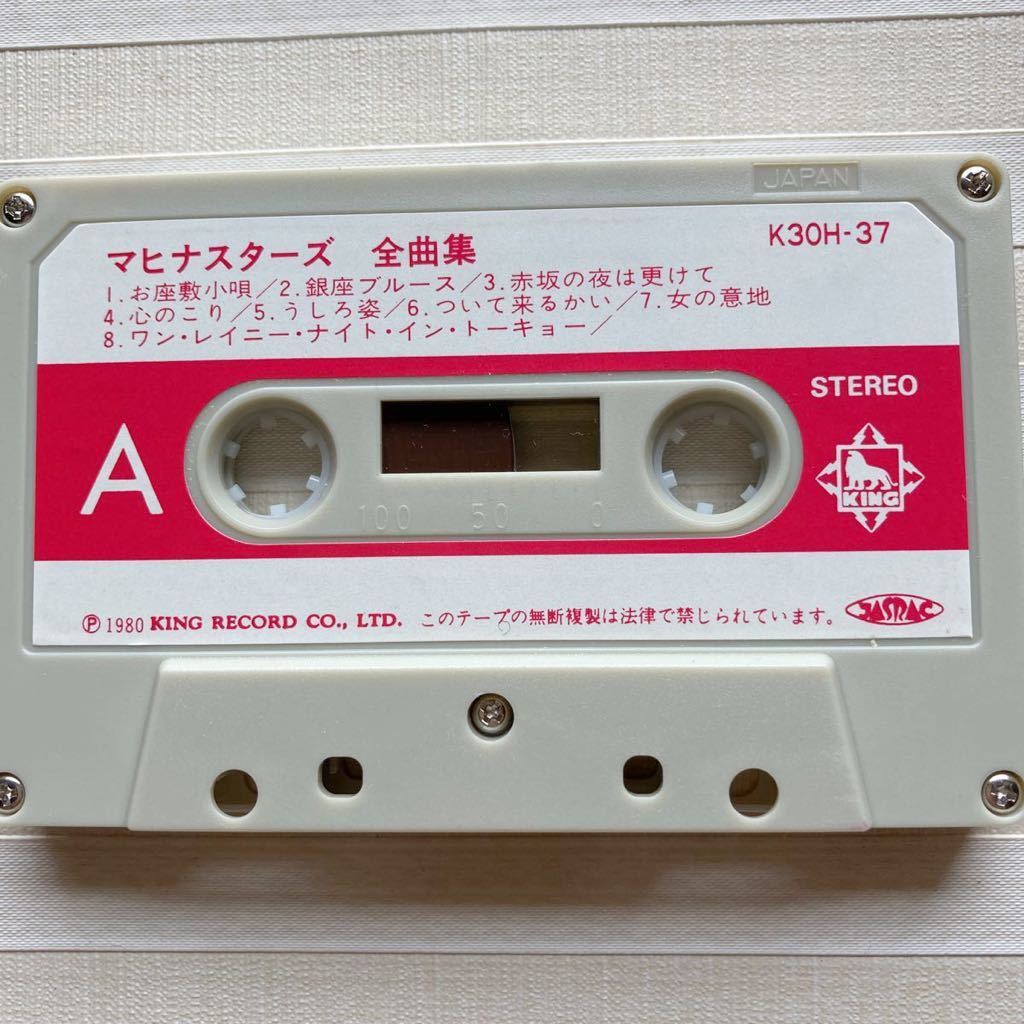 JAPAN
マヒナスターズ 全曲集
K30H-37
1.お座敷小唄/2.銀座ブルース/3.赤坂の夜は更けて
4.心のこり/5.うしろ姿/6.ついて来るかい/7.女の意地
8.ワン・レイニー・ナイト・イン・トーキョー/
STEREO
A
KING
100 50 0
Ⓟ 1980 KING RECORD CO., LTD. このテープの無断複製は法律で禁じられています。
JASRAC